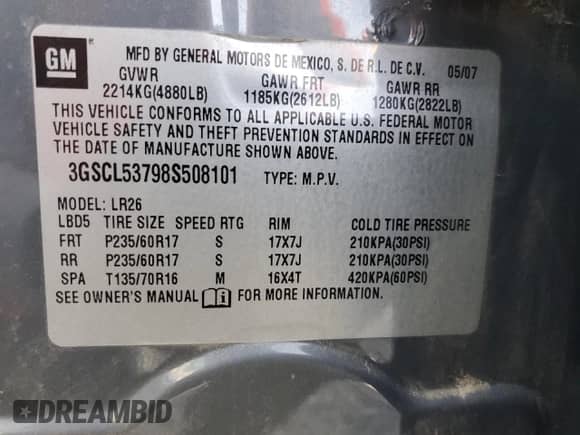 GM
MFD BY GENERAL MOTORS DE MEXICO, S. DE R.L. DE C.V. 05/07
GVWR GAWR FRT GAWR RR
2214KG(4880LB) 1185KG(2612LB) 1280KG(2822LB)
THIS VEHICLE CONFORMS TO ALL APPLICABLE U.S. FEDERAL MOTOR
VEHICLE SAFETY AND THEFT PREVENTION STANDARDS IN EFFECT ON
THE DATE OF MANUFACTURE SHOWN ABOVE.
3GSCL53798S508101 TYPE: M.P.V.
MODEL: LR26
LBD5 TIRE SIZE SPEED RTG RIM COLD TIRE PRESSURE
FRT P235/60R17 S 17X7J 210KPA(30PSI)
RR P235/60R17 S 17X7J 210KPA(30PSI)
SPA T135/70R16 M 16X4T 420KPA(60PSI)
SEE OWNER'S MANUAL FOR MORE INFORMATION.
DREAMBID